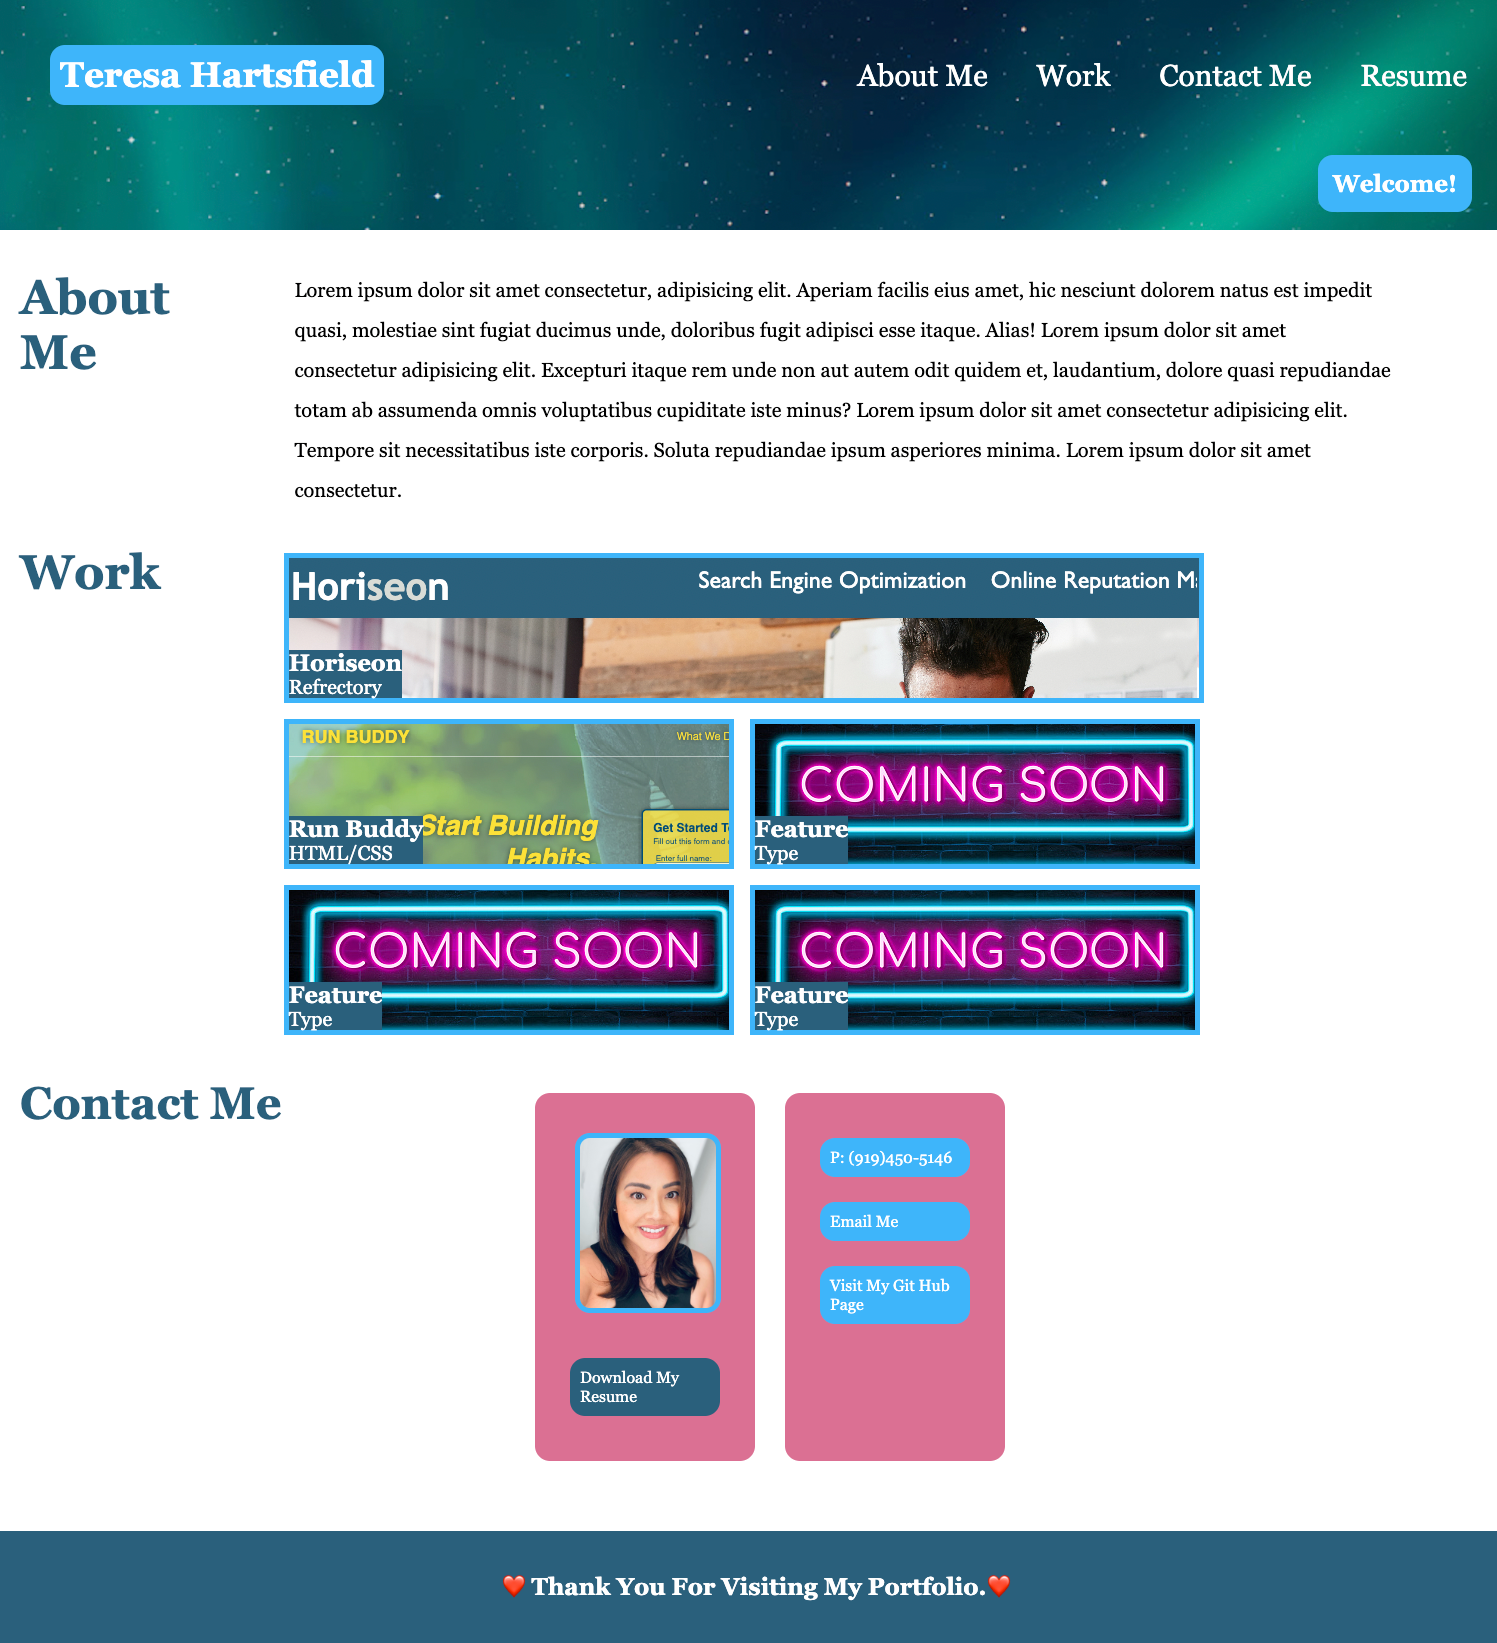 Teresa Hartsfield
About Me Work Contact Me Resume
Welcome!
About
Me
Lorem ipsum dolor sit amet consectetur, adipisicing elit. Aperiam facilis eius amet, hic nesciunt dolorem natus est impedit
quasi, molestiae sint fugiat ducimus unde, doloribus fugit adipisci esse itaque. Alias! Lorem ipsum dolor sit amet
consectetur adipisicing elit. Excepturi itaque rem unde non aut autem odit quidem et, laudantium, dolore quasi repudiandae
totam ab assumenda omnis voluptatibus cupiditate iste minus? Lorem ipsum dolor sit amet consectetur adipisicing elit.
Tempore sit necessitatibus iste corporis. Soluta repudiandae ipsum asperiores minima. Lorem ipsum dolor sit amet
consectetur.
Work
Horiseon
Search Engine Optimization Online Reputation
Horiseon
Refrectory
RUN BUDDY
What We
Start Building
Habits.
Get Started
Fill out this form and
Enter full name:
Run Buddy
HTML/CSS
COMING SOON
Feature
Type
COMING SOON
Feature
Type
COMING SOON
Feature
Type
Contact Me
Download My
Resume
P: (919)450-5146
Email Me
Visit My Git Hub
Page
❤️ Thank You For Visiting My Portfolio.❤️